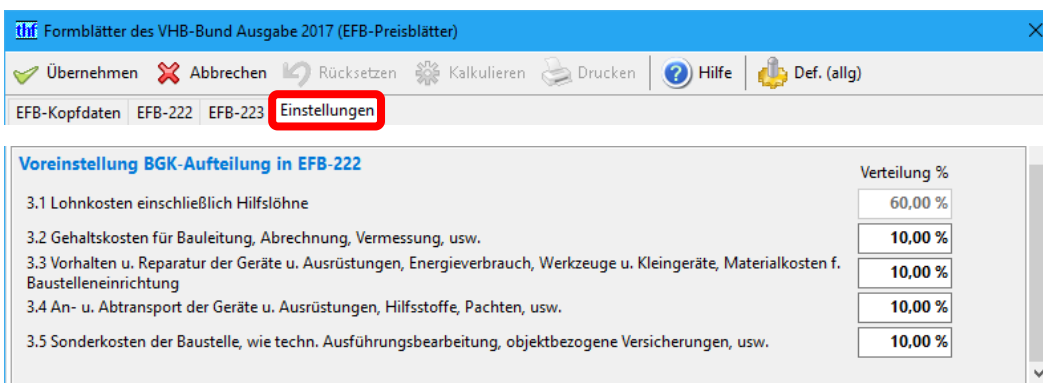 thf Formblätter des VHB-Bund Ausgabe 2017 (EFB-Preisblätter)
Übernehmen Abbrechen Rücksetzen Kalkulieren Drucken ? Hilfe Def. (allg)
EFB-Kopfdaten EFB-222 EFB-223 Einstellungen
Voreinstellung BGK-Aufteilung in EFB-222
Verteilung %
3.1 Lohnkosten einschließlich Hilfslöhne 60,00 %
3.2 Gehaltskosten für Bauleitung, Abrechnung, Vermessung, usw. 10,00 %
3.3 Vorhalten u. Reparatur der Geräte u. Ausrüstungen, Energieverbrauch, Werkzeuge u. Kleingeräte, Materialkosten f.
Baustelleneinrichtung 10,00 %
3.4 An- u. Abtransport der Geräte u. Ausrüstungen, Hilfsstoffe, Pachten, usw. 10,00 %
3.5 Sonderkosten der Baustelle, wie techn. Ausführungsbearbeitung, objektbezogene Versicherungen, usw. 10,00 %